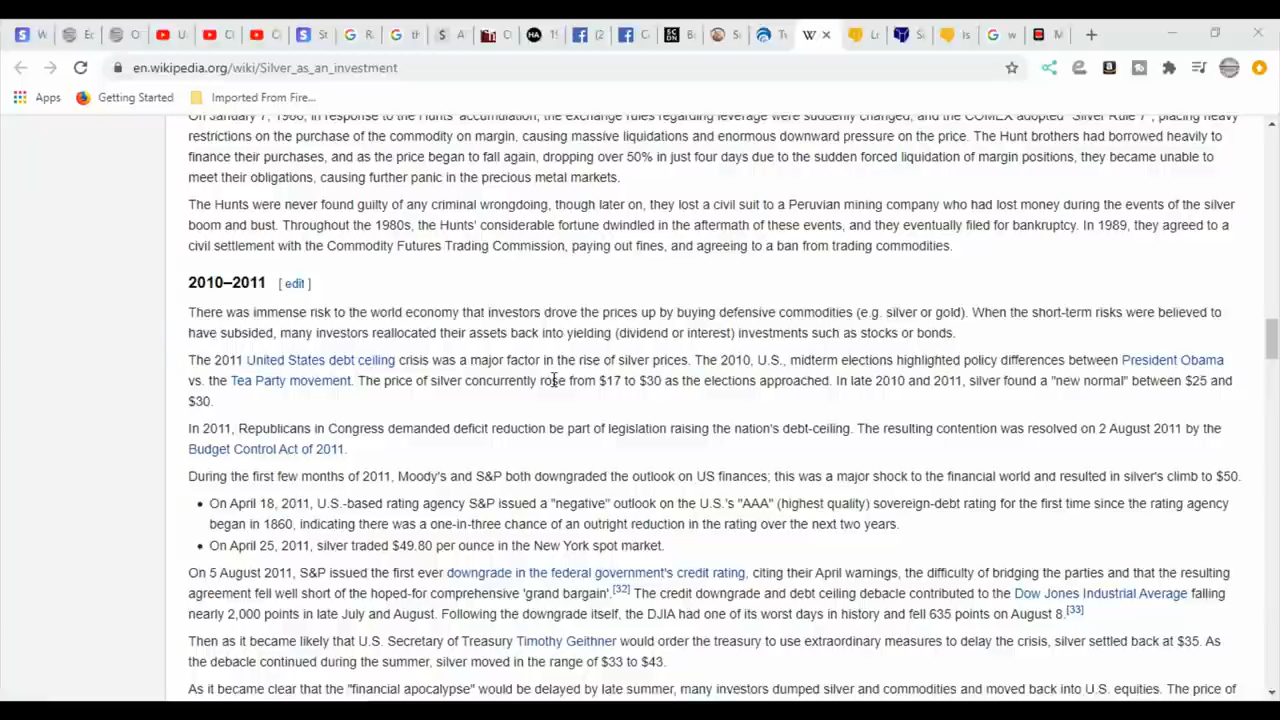 en.wikipedia.org/wiki/Silver_as_an_investment
Apps Getting Started Imported From Fire...
On January 7, 1980, in response to the Hunts' accumulation, the exchange rules regarding leverage were suddenly changed, and the COMEX adopted "Silver Rule 7", placing heavy
restrictions on the purchase of the commodity on margin, causing massive liquidations and enormous downward pressure on the price. The Hunt brothers had borrowed heavily to
finance their purchases, and as the price began to fall again, dropping over 50% in just four days due to the sudden forced liquidation of margin positions, they became unable to
meet their obligations, causing further panic in the precious metal markets.
The Hunts were never found guilty of any criminal wrongdoing, though later on, they lost a civil suit to a Peruvian mining company who had lost money during the events of the silver
boom and bust. Throughout the 1980s, the Hunts' considerable fortune dwindled in the aftermath of these events, and they eventually filed for bankruptcy. In 1989, they agreed to a
civil settlement with the Commodity Futures Trading Commission, paying out fines, and agreeing to a ban from trading commodities.
2010–2011 [ edit ]
There was immense risk to the world economy that investors drove the prices up by buying defensive commodities (e.g. silver or gold). When the short-term risks were believed to
have subsided, many investors reallocated their assets back into yielding (dividend or interest) investments such as stocks or bonds.
The 2011 United States debt ceiling crisis was a major factor in the rise of silver prices. The 2010, U.S., midterm elections highlighted policy differences between President Obama
vs. the Tea Party movement. The price of silver concurrently rose from $17 to $30 as the elections approached. In late 2010 and 2011, silver found a "new normal" between $25 and
$30.
In 2011, Republicans in Congress demanded deficit reduction be part of legislation raising the nation's debt-ceiling. The resulting contention was resolved on 2 August 2011 by the
Budget Control Act of 2011.
During the first few months of 2011, Moody's and S&P both downgraded the outlook on US finances; this was a major shock to the financial world and resulted in silver's climb to $50.
• On April 18, 2011, U.S.-based rating agency S&P issued a "negative" outlook on the U.S.'s "AAA" (highest quality) sovereign-debt rating for the first time since the rating agency
began in 1860, indicating there was a one-in-three chance of an outright reduction in the rating over the next two years.
• On April 25, 2011, silver traded $49.80 per ounce in the New York spot market.
On 5 August 2011, S&P issued the first ever downgrade in the federal government's credit rating, citing their April warnings, the difficulty of bridging the parties and that the resulting
agreement fell well short of the hoped-for comprehensive 'grand bargain'.[32] The credit downgrade and debt ceiling debacle contributed to the Dow Jones Industrial Average falling
nearly 2,000 points in late July and August. Following the downgrade itself, the DJIA had one of its worst days in history and fell 635 points on August 8.[33]
Then as it became likely that U.S. Secretary of Treasury Timothy Geithner would order the treasury to use extraordinary measures to delay the crisis, silver settled back at $35. As
the debacle continued during the summer, silver moved in the range of $33 to $43.
As it became clear that the "financial apocalypse" would be delayed by late summer, many investors dumped silver and commodities and moved back into U.S. equities. The price of